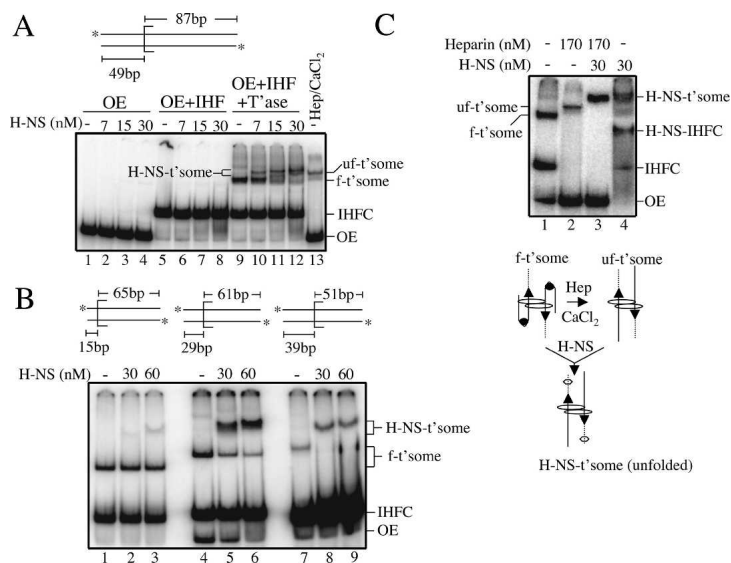 A
87bp
*
*
49bp
OE
OE+IHF
OE+IHF
+T'ase
Hep/CaCl2
H-NS (nM) - 7 15 30 - 7 15 30 - 7 15 30 -
H-NS-t'some
uf-t'some
f-t'some
IHFC
OE
1 2 3 4 5 6 7 8 9 10 11 12 13
B
65bp 61bp 51bp
* * *
* * *
15bp 29bp 39bp
H-NS (nM) - 30 60 - 30 60 - 30 60
H-NS-t'some
f-t'some
IHFC
OE
1 2 3 4 5 6 7 8 9
C
Heparin (nM) - 170 170 -
H-NS (nM) - - 30 30
uf-t'some
f-t'some
H-NS-t'some
H-NS-IHFC
IHFC
OE
1 2 3 4
f-t'some uf-t'some
Hep
CaCl2
H-NS
H-NS-t'some (unfolded)